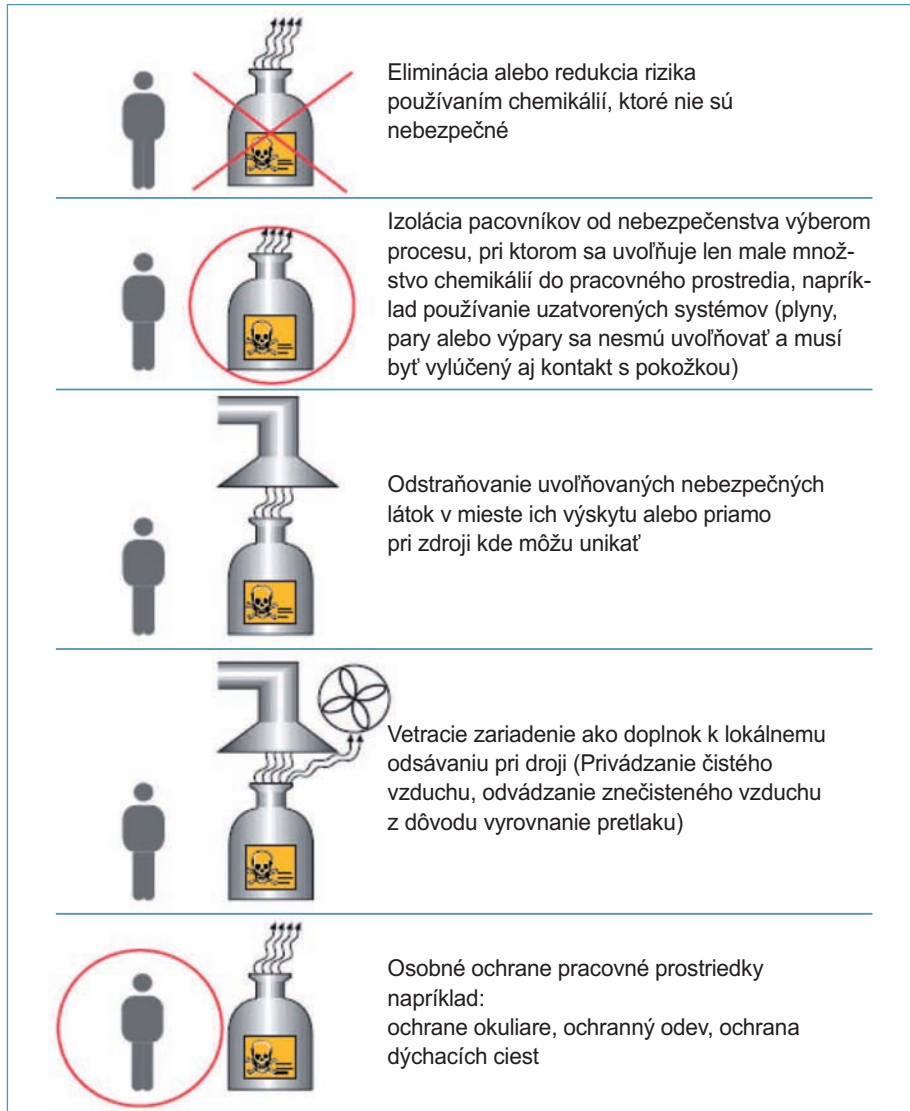 Eliminácia alebo redukcia rizika
používaním chemikálií, ktoré nie sú
nebezpečné
Izolácia pacovníkov od nebezpečenstva výberom
procesu, pri ktorom sa uvoľňuje len male množ-
stvo chemikálií do pracovného prostredia, naprík-
lad používanie uzatvorených systémov (plyny,
pary alebo výpary sa nesmú uvoľňovať a musí
byť vylúčený aj kontakt s pokožkou)
Odstraňovanie uvoľňovaných nebezpečných
látok v mieste ich výskytu alebo priamo
pri zdroji kde môžu unikať
Vetracie zariadenie ako doplnok k lokálnemu
odsávaniu pri droji (Privádzanie čistého
vzduchu, odvádzanie znečisteného vzduchu
z dôvodu vyrovnanie pretlaku)
Osobné ochrane pracovné prostriedky
napríklad:
ochrane okuliare, ochranný odev, ochrana
dýchacích ciest